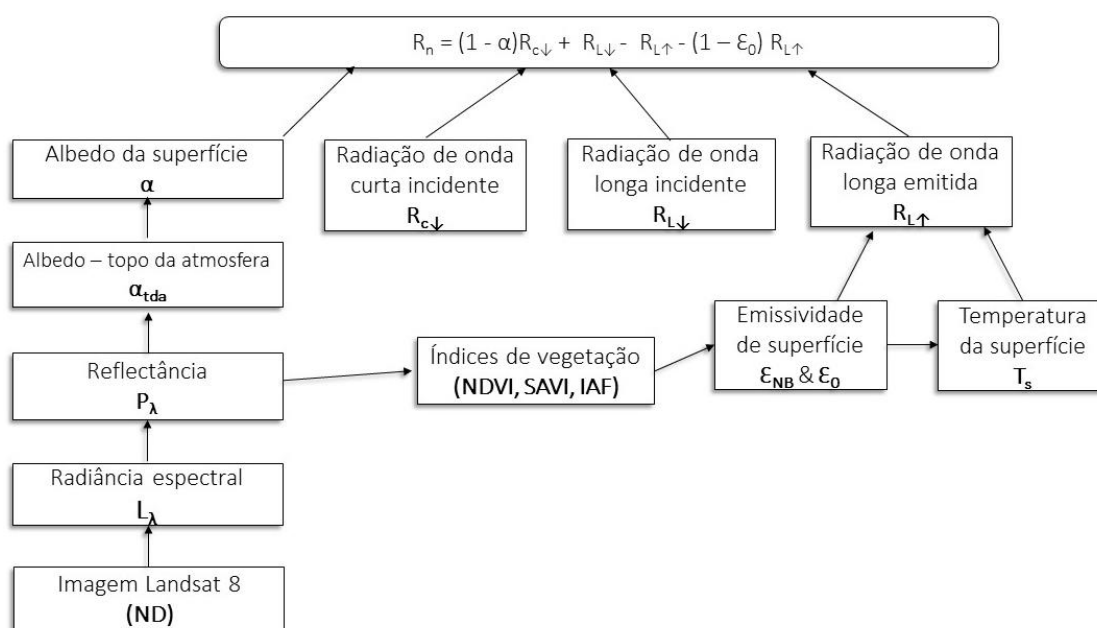 Rn = (1 - α)Rc↓ + RL↓ - RL↑ - (1 – Ɛ0) RL↑
Albedo da superfície
α
Radiação de onda
curta incidente
Rc↓
Radiação de onda
longa incidente
RL↓
Radiação de onda
longa emitida
RL↑
Albedo – topo da atmosfera
αtda
Reflectância
Pλ
Índices de vegetação
(NDVI, SAVI, IAF)
Emissividade
de superfície
ƐNB & Ɛ0
Temperatura
da superfície
Ts
Radiância espectral
Lλ
Imagem Landsat 8
(ND)